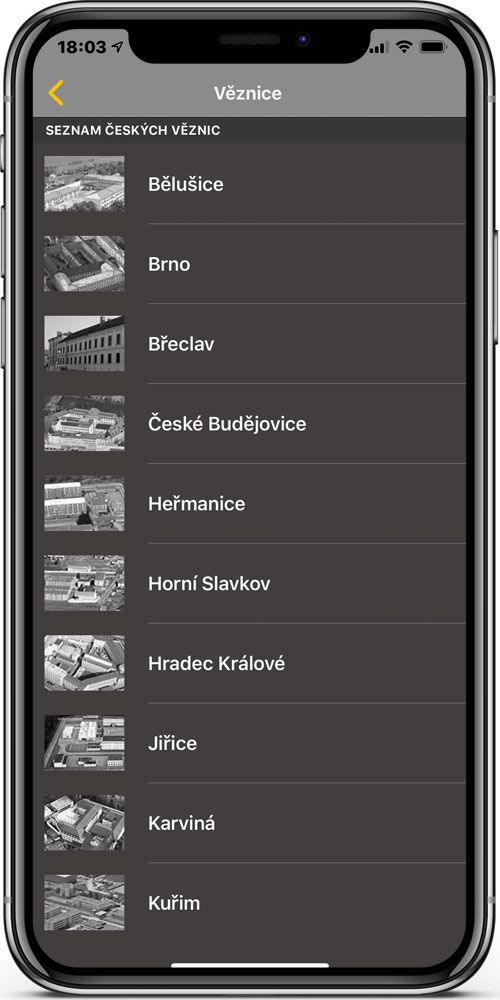 18:03
Věznice
SEZNAM ČESKÝCH VĚZNIC
Bělušice
Brno
Břeclav
České Budějovice
Heřmanice
Horní Slavkov
Hradec Králové
Jiřice
Karviná
Kuřim